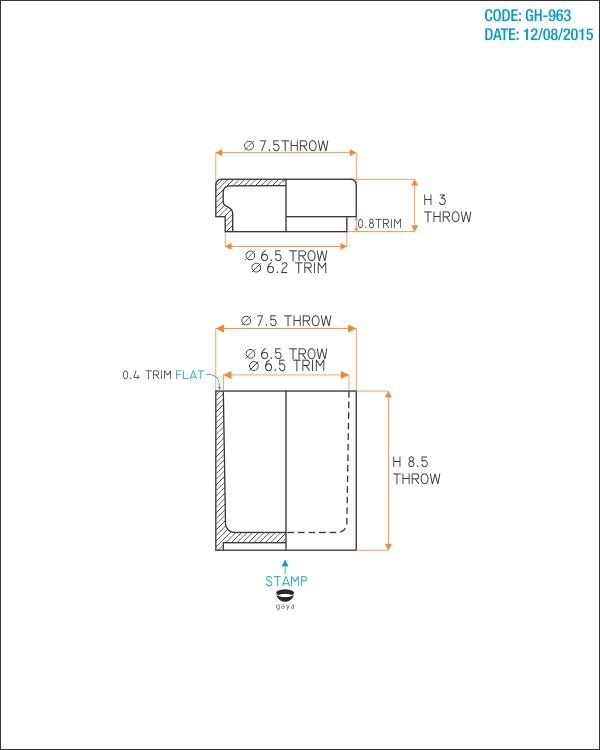 CODE: GH-963
DATE: 12/08/2015
⌀ 7.5THROW
H 3
THROW
0.8TRIM
⌀ 6.5 TROW
⌀ 6.2 TRIM
⌀ 7.5 THROW
⌀ 6.5 TROW
⌀ 6.5 TRIM
0.4 TRIM FLAT
H 8.5
THROW
STAMP
gaya